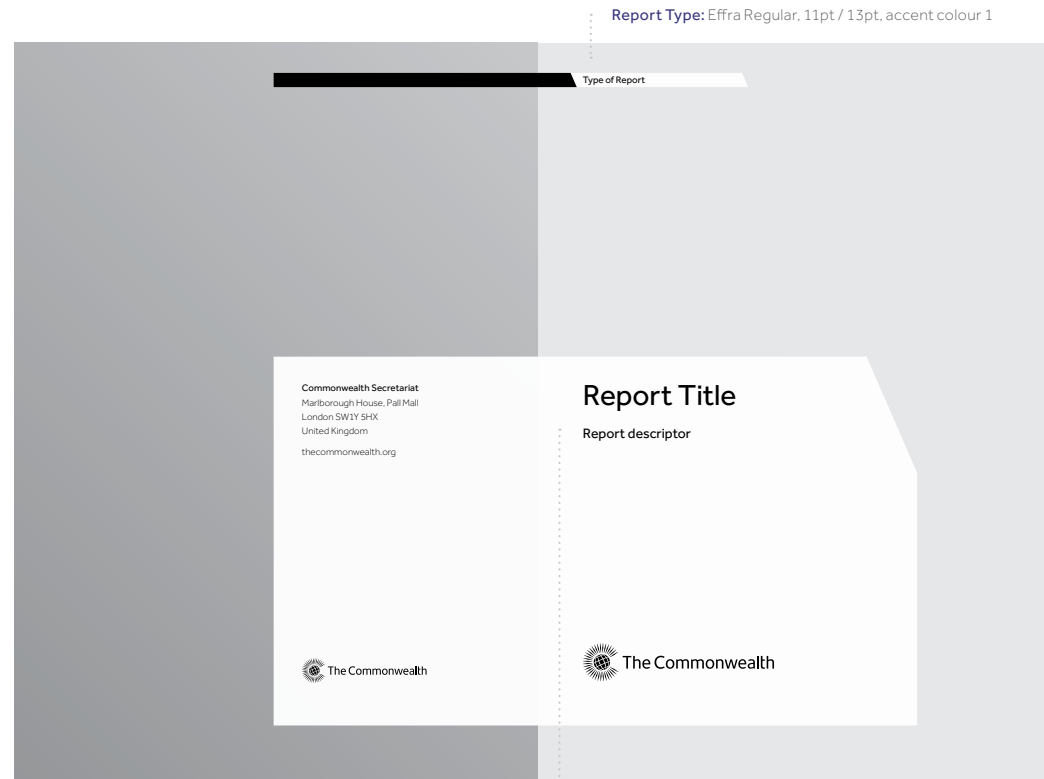 Report Type: Effra Regular, 11pt / 13pt, accent colour 1
Type of Report
Commonwealth Secretariat
Marlborough House, Pall Mall
London SW1Y 5HX
United Kingdom
thecommonwealth.org
The Commonwealth
Report Title
Report descriptor
The Commonwealth